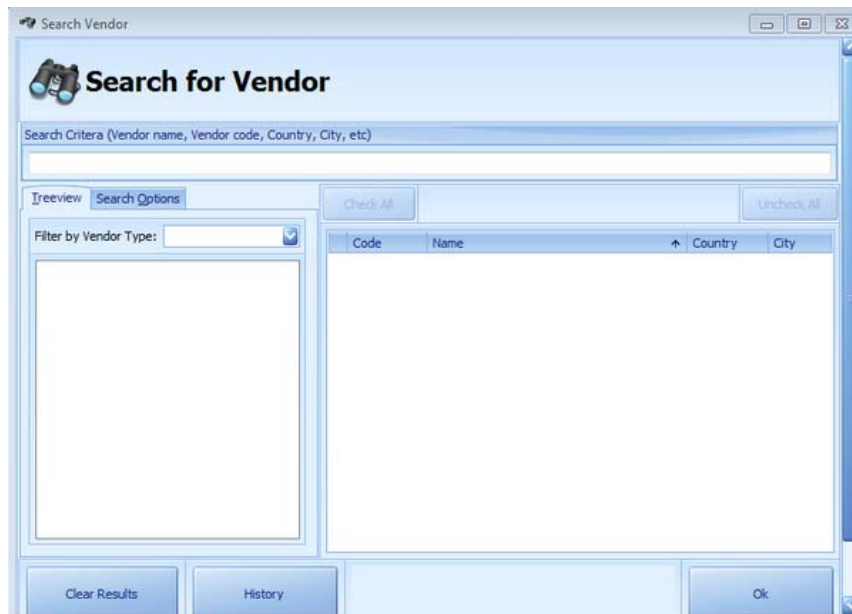 Search Vendor
Search for Vendor
Search Critera (Vendor name, Vendor code, Country, City, etc)
Treeview Search Options
Check All Uncheck All
Filter by Vendor Type:
Code Name Country City
Clear Results History Ok